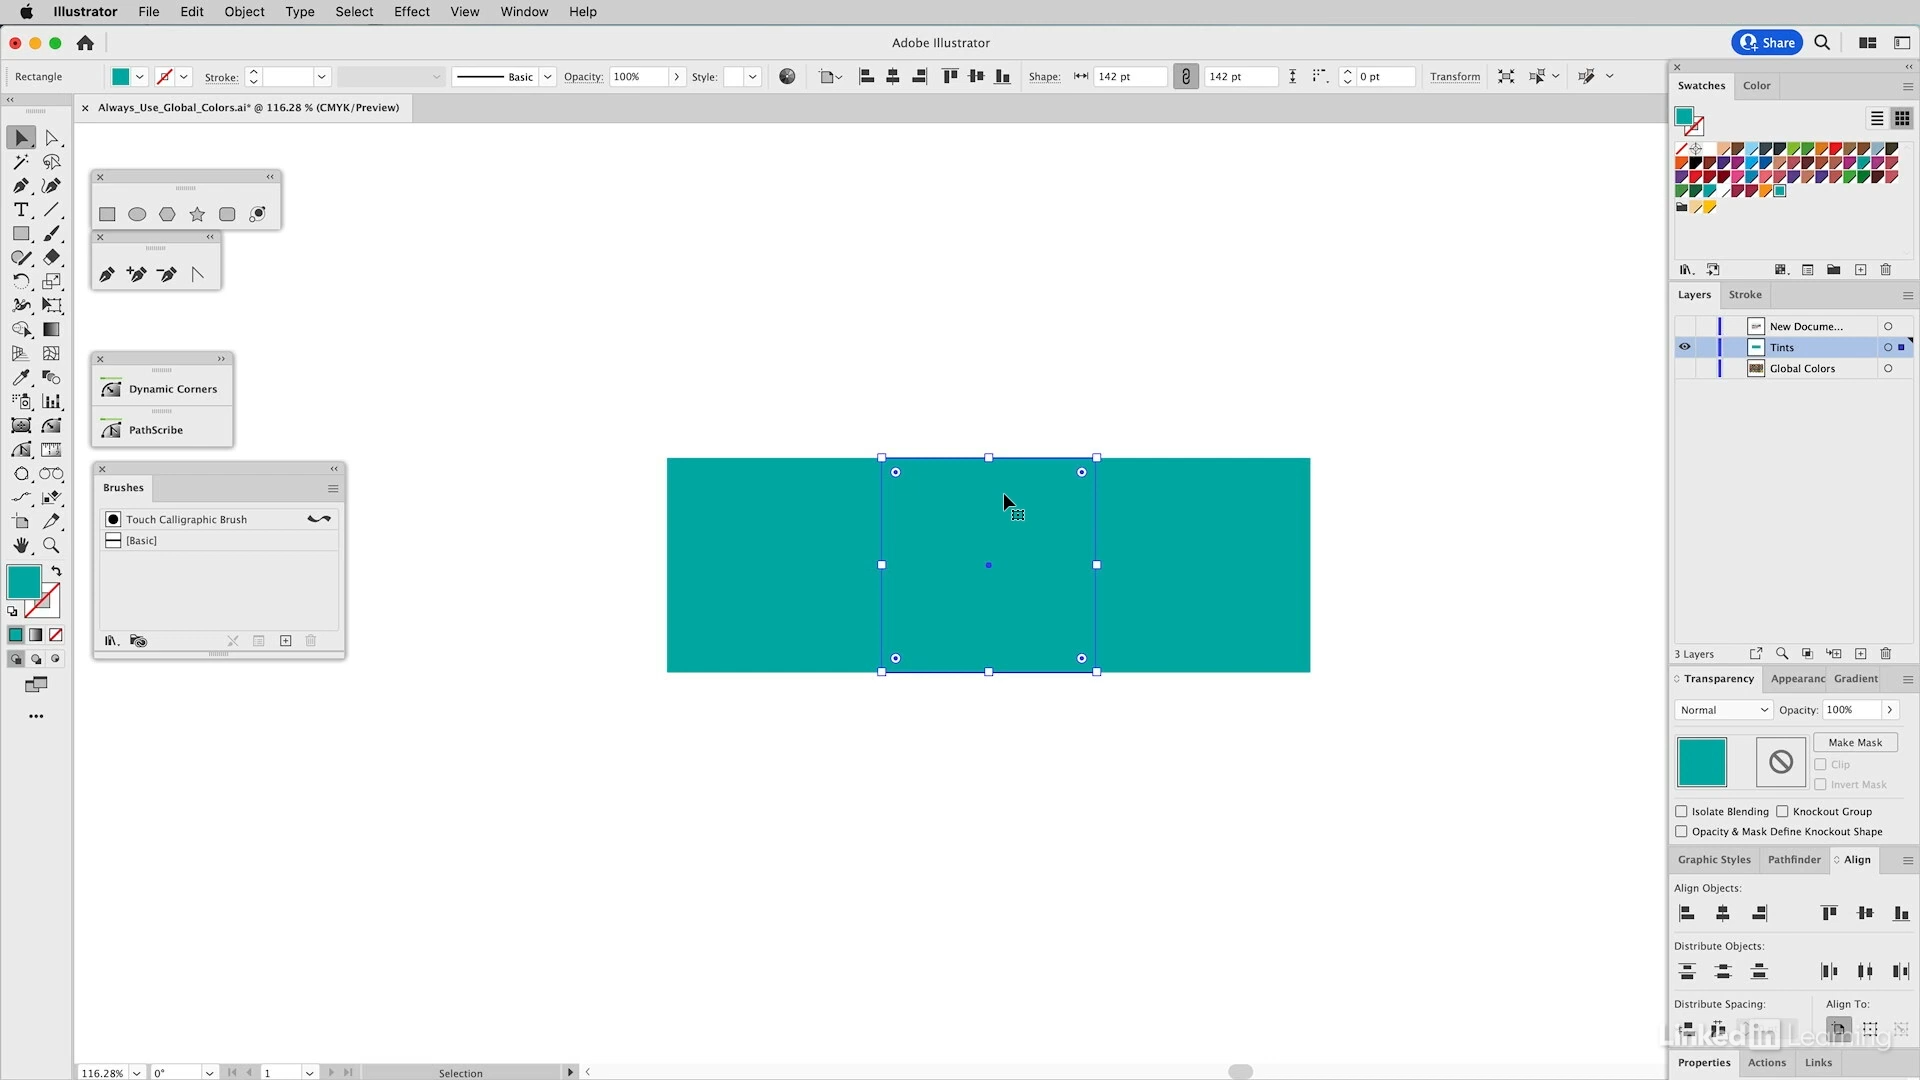 Illustrator File Edit Object Type Select Effect View Window Help
Adobe Illustrator
Share
Rectangle Stroke: Basic Opacity: 100% Style: Shape: 142 pt 142 pt 0 pt Transform
Always_Use_Global_Colors.ai* @ 116.28 % (CMYK/Preview)
Swatches Color
Layers Stroke
New Docume...
Tints
Global Colors
Dynamic Corners
PathScribe
Brushes
Touch Calligraphic Brush
[Basic]
3 Layers
Transparency Appearanc Gradient
Normal Opacity: 100%
Make Mask
Clip
Invert Mask
Isolate Blending Knockout Group
Opacity & Mask Define Knockout Shape
Graphic Styles Pathfinder Align
Align Objects:
Distribute Objects:
Distribute Spacing: Align To:
Linked in Learning
Properties Actions Links
116.28% 0° 1 Selection